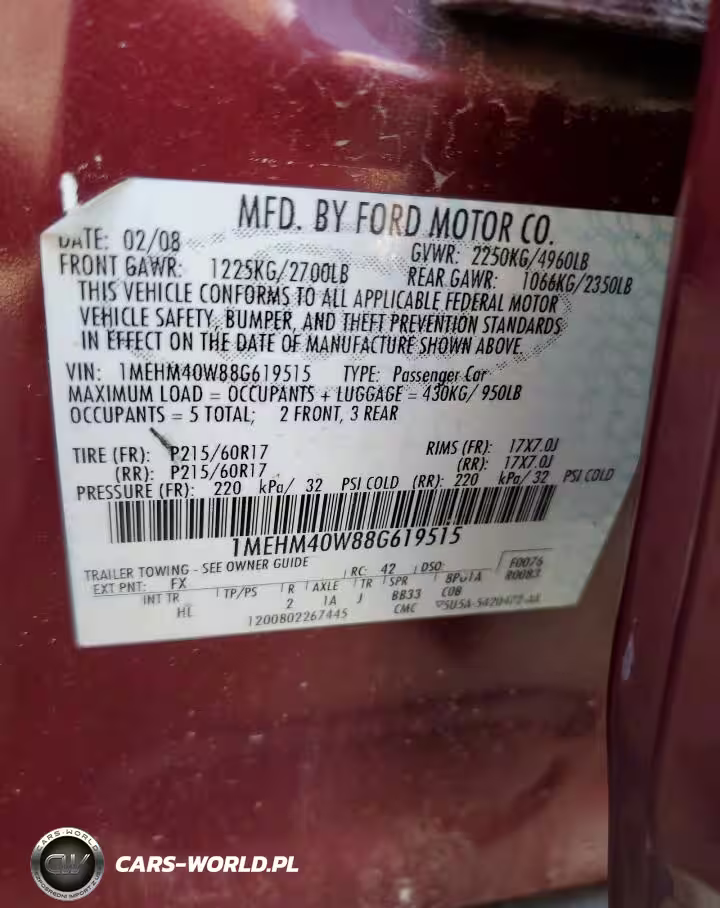 MFD. BY FORD MOTOR CO.
DATE: 02/08 GVWR: 2250KG/4960LB
FRONT GAWR: 1225KG/2700LB REAR GAWR: 1066KG/2350LB
THIS VEHICLE CONFORMS TO ALL APPLICABLE FEDERAL MOTOR
VEHICLE SAFETY, BUMPER, AND THEFT PREVENTION STANDARDS
IN EFFECT ON THE DATE OF MANUFACTURE SHOWN ABOVE.
VIN: 1MEHM40W88G619515 TYPE: Passenger Car
MAXIMUM LOAD = OCCUPANTS + LUGGAGE = 430KG/ 950LB
OCCUPANTS = 5 TOTAL; 2 FRONT, 3 REAR
TIRE (FR): P215/60R17 RIMS (FR): 17X7.0J
(RR): P215/60R17 (RR): 17X7.0J
PRESSURE (FR): 220 kPa/ 32 PSI COLD (RR): 220 kPa/ 32 PSI COLD
1MEHM40W88G619515
TRAILER TOWING - SEE OWNER GUIDE F0076
EXT PNT: FX RC: 42 DSO: R0083
INT TR TP/PS R AXLE TR SPR
HL 2 1A J BB33 C0B
1200802267445 CMC
CARS-WORLD
CW
CARS-WORLD.PL